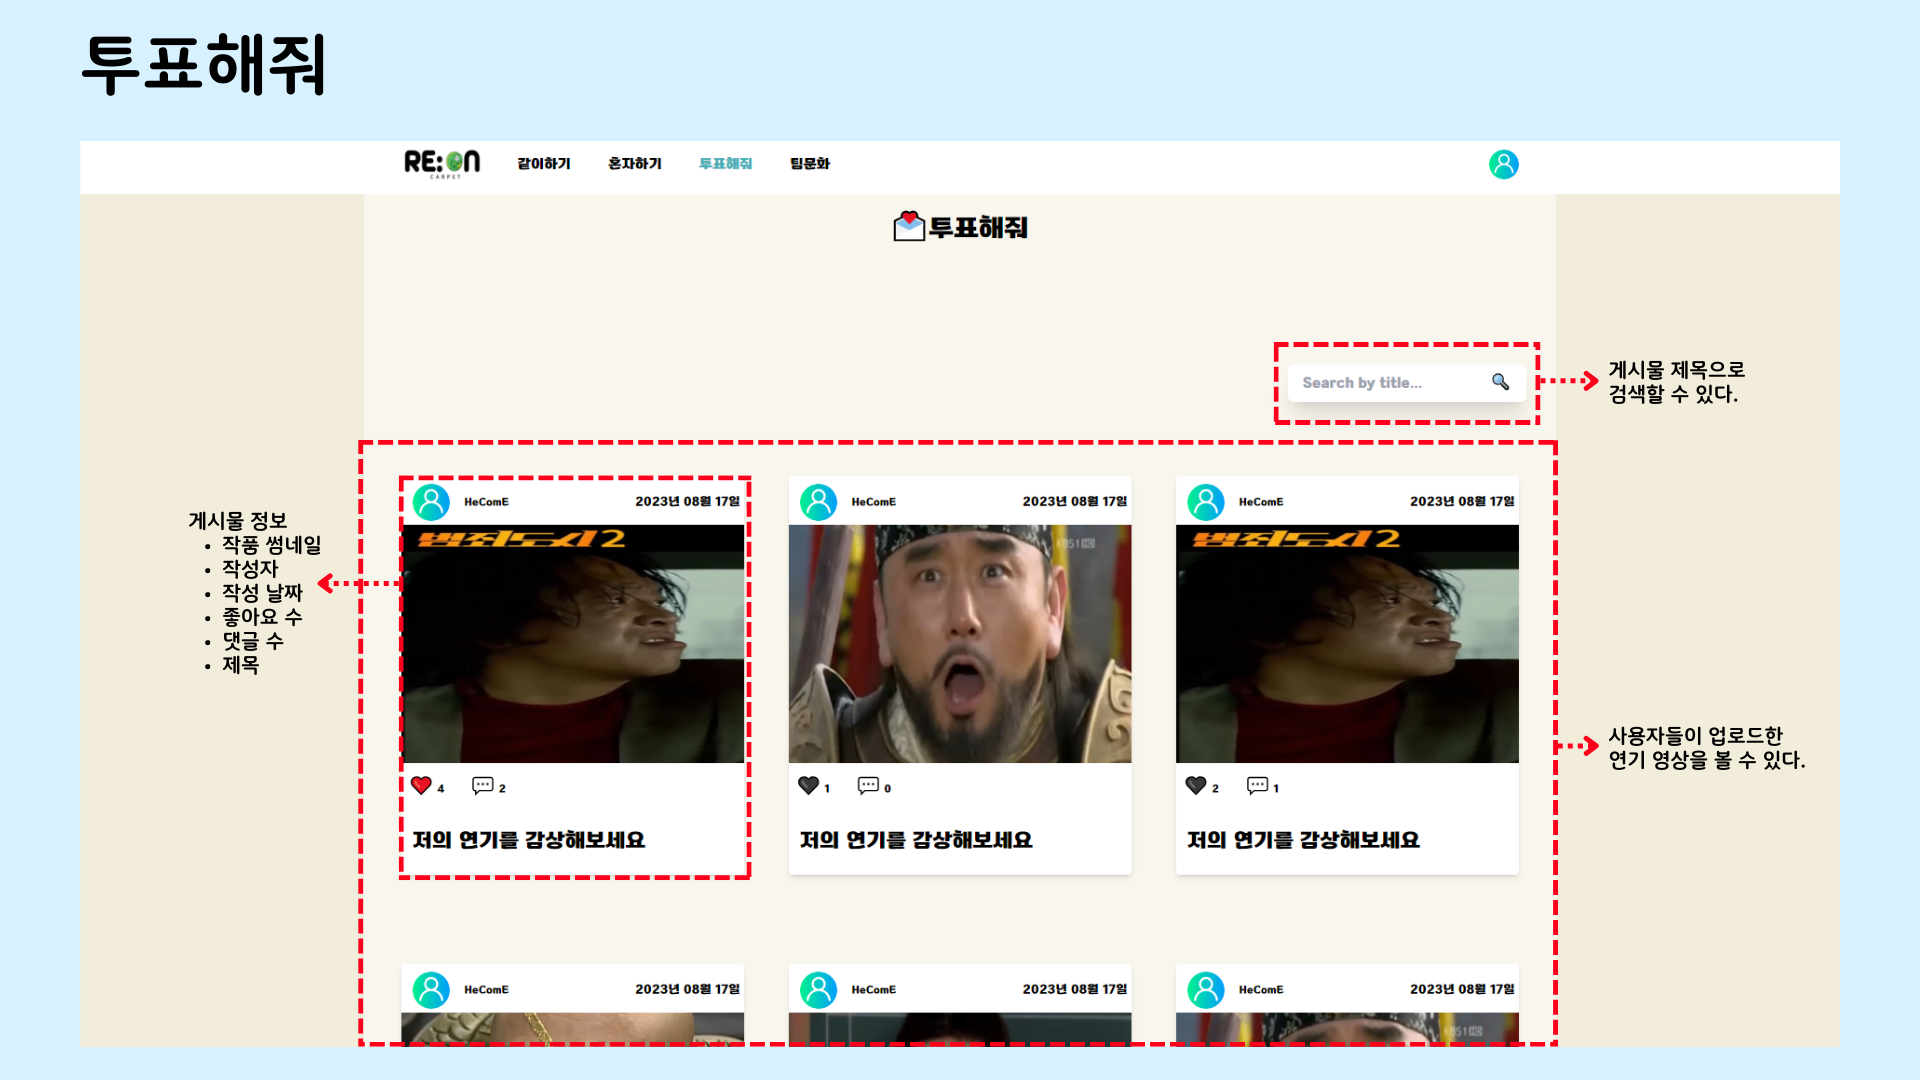 투표해줘
RE:ON
CARPET
같이하기
혼자하기
투표해줘
팀문화
투표해줘
Search by title...
게시물 제목으로
검색할 수 있다.
게시물 정보
• 작품 썸네일
• 작성자
• 작성 날짜
• 좋아요 수
• 댓글 수
• 제목
HeComE 2023년 08월 17일
범죄도시2
4 2
저의 연기를 감상해보세요
HeComE 2023년 08월 17일
KBS1HD
1 0
저의 연기를 감상해보세요
HeComE 2023년 08월 17일
범죄도시2
2 1
저의 연기를 감상해보세요
사용자들이 업로드한
연기 영상을 볼 수 있다.
HeComE 2023년 08월 17일
HeComE 2023년 08월 17일
HeComE 2023년 08월 17일
KBS1HD